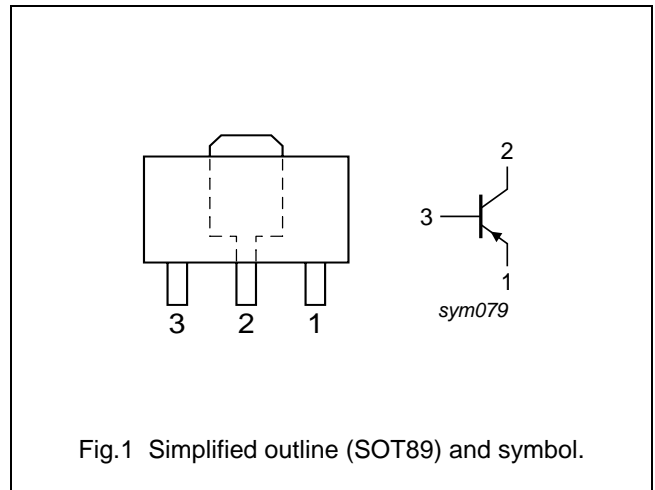 2
3
1
sym079
3 2 1
Fig.1 Simplified outline (SOT89) and symbol.